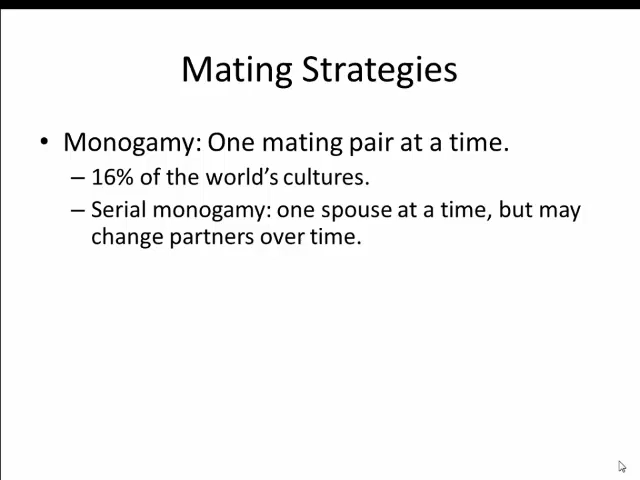 Mating Strategies
• Monogamy: One mating pair at a time.
– 16% of the world's cultures.
– Serial monogamy: one spouse at a time, but may
change partners over time.